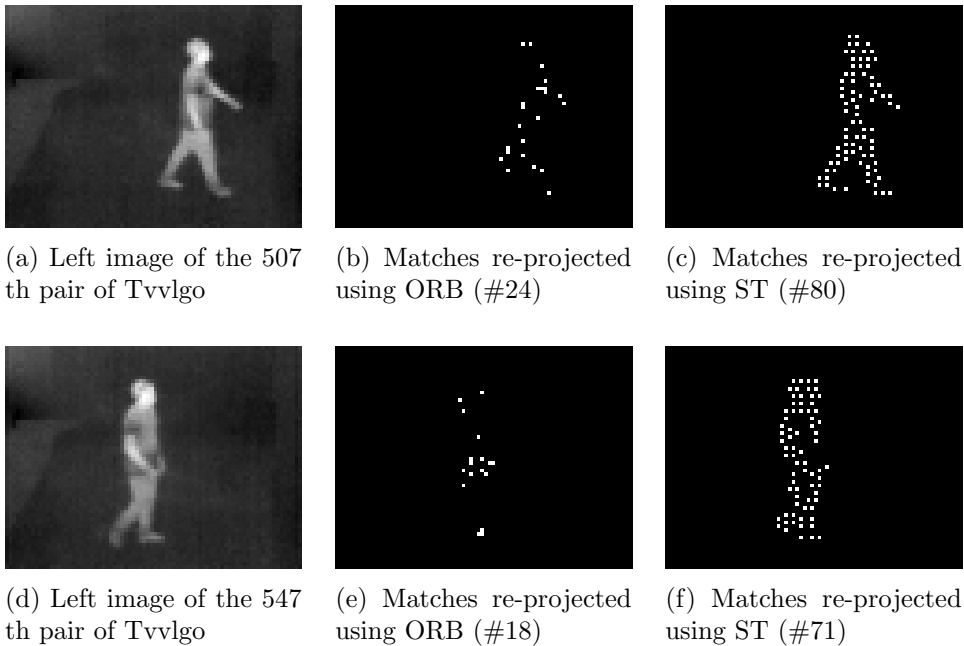 (a) Left image of the 507
th pair of Tvvlgo
(b) Matches re-projected
using ORB (#24)
(c) Matches re-projected
using ST (#80)
(d) Left image of the 547
th pair of Tvvlgo
(e) Matches re-projected
using ORB (#18)
(f) Matches re-projected
using ST (#71)